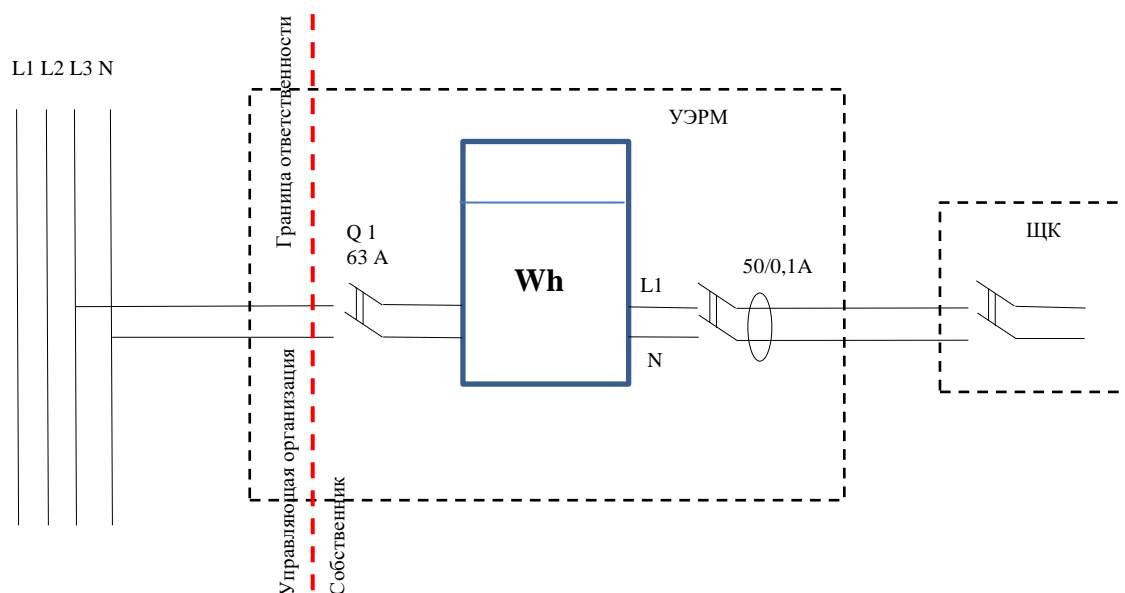 L1 L2 L3 N
Граница ответственности
УЭРМ
Q 1
63 А
Wh
L1
N
50/0,1А
ЩК
Управляющая организация
Собственник